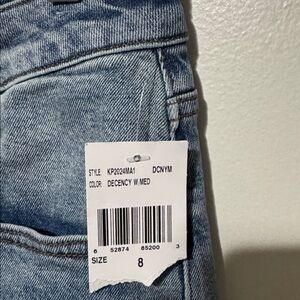 STYLE KP2024MA1 DCNYM
COLOR DECENCY W/MED
6 52874 85200 3
SIZE 8